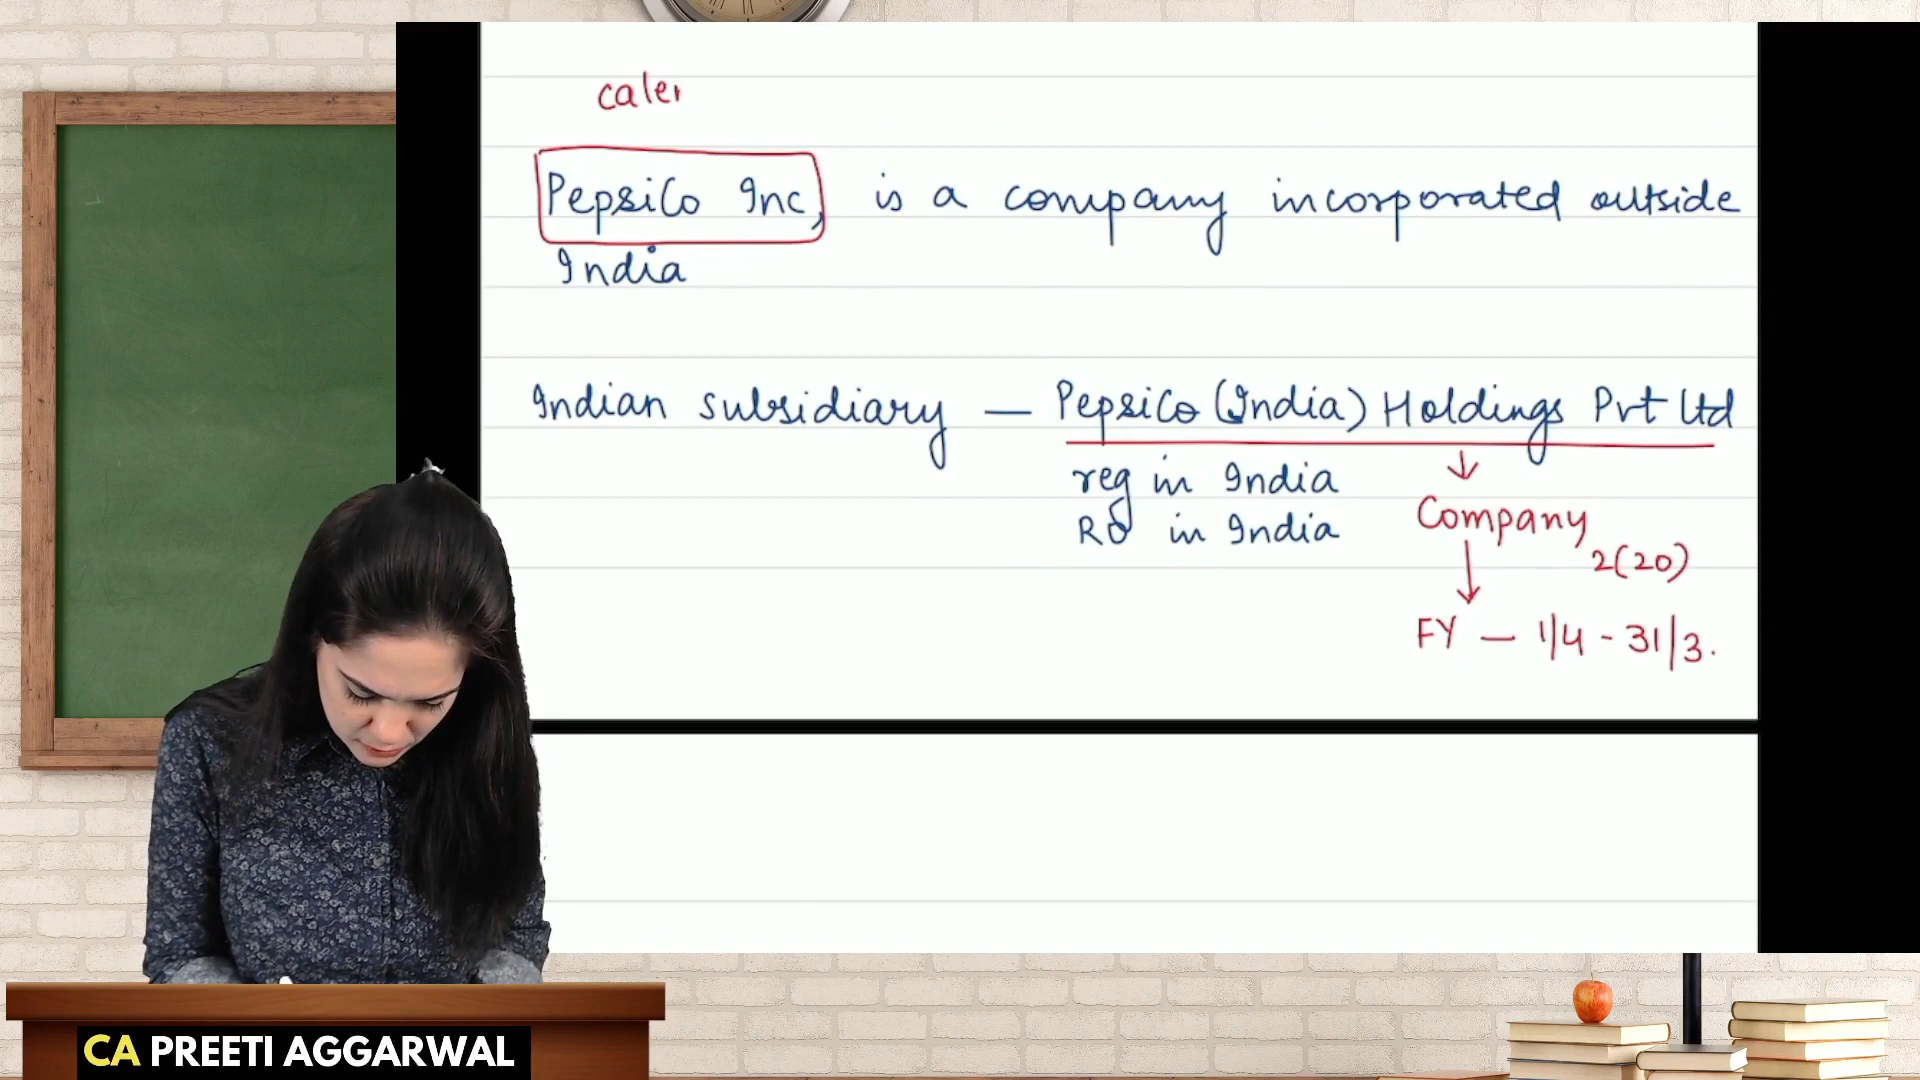 caler
PepsiCo Inc, is a company incorporated outside
India
Indian subsidiary — PepsiCo (India) Holdings Pvt Ltd
reg in India
RO in India
↓
Company
2(20)
↓
FY — 1/4 - 31/3.
CA PREETI AGGARWAL